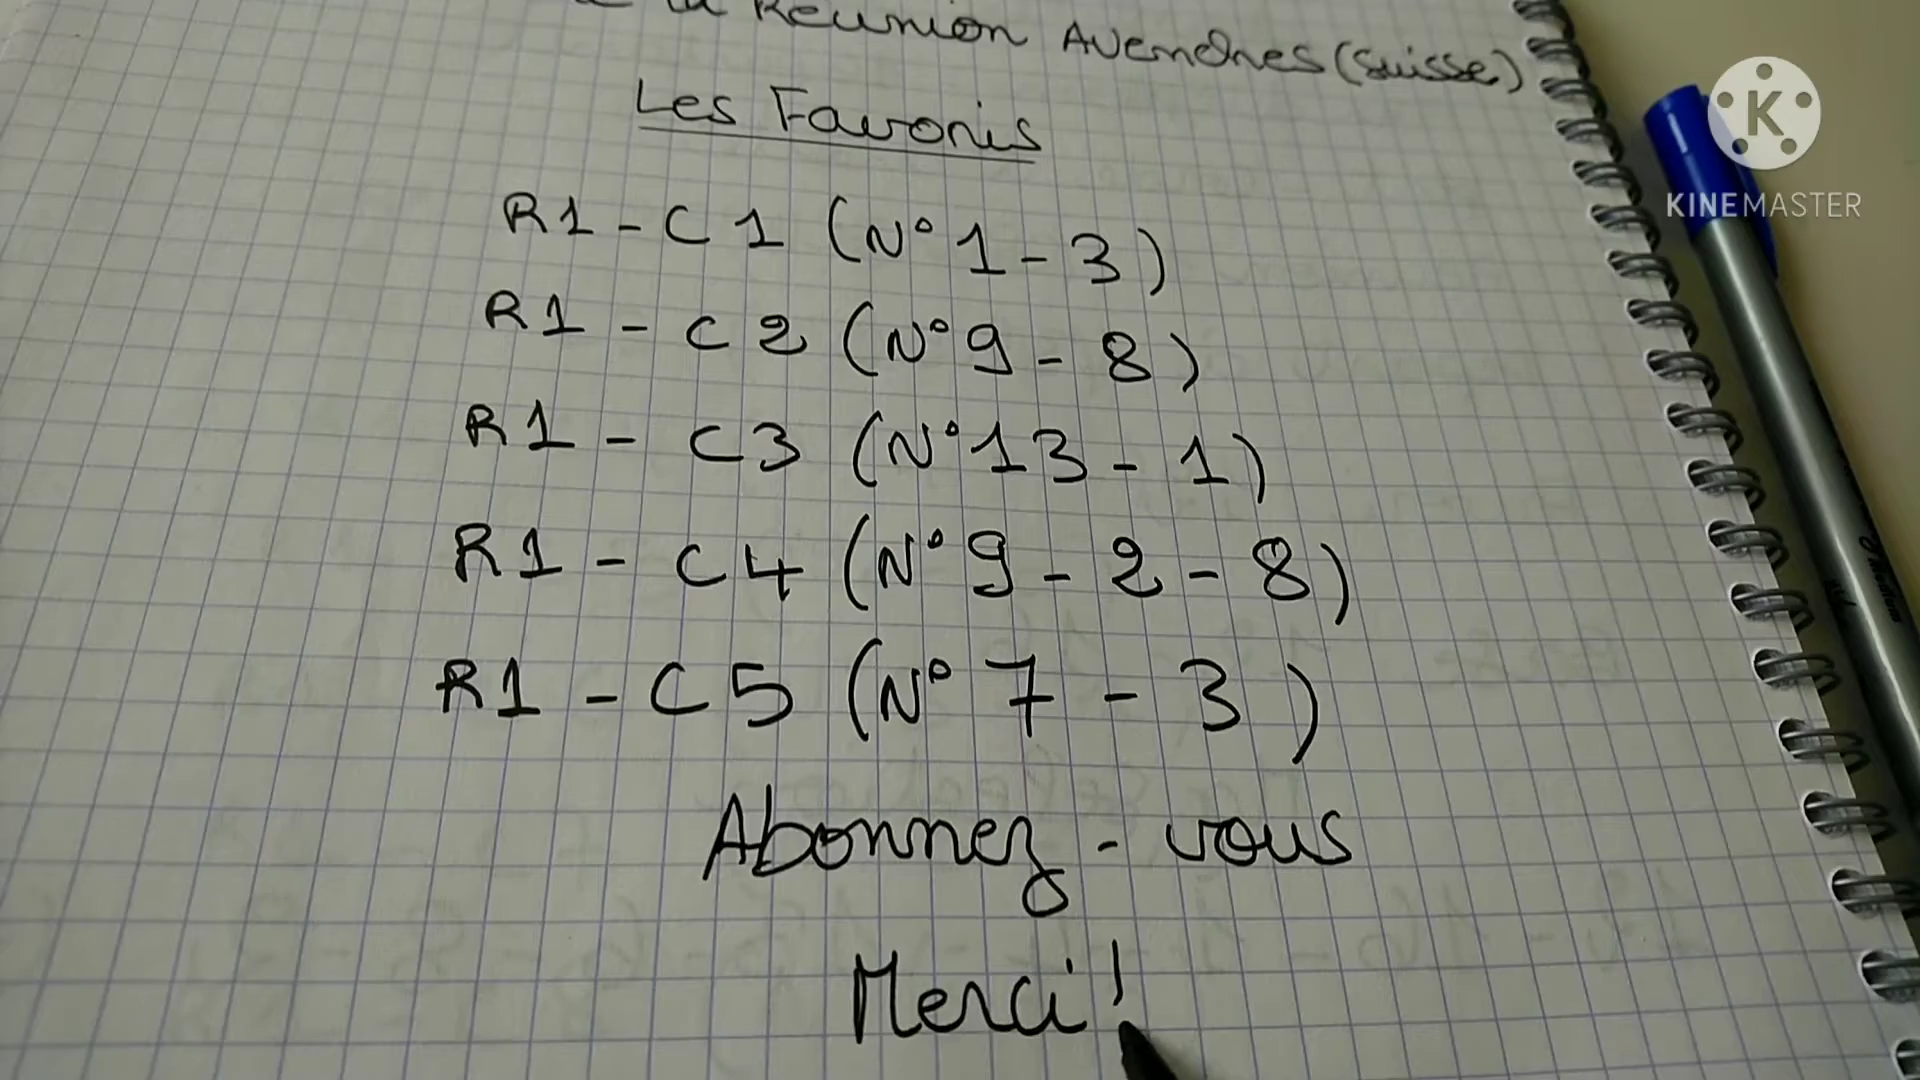 la Réunion Avenches (Suisse)
Les Favoris
R1 - C1 (N° 1 - 3)
R1 - C2 (N° 9 - 8)
R1 - C3 (N° 13 - 1)
R1 - C4 (N° 9 - 2 - 8)
R1 - C5 (N° 7 - 3)
Abonnez - vous
Merci!
K
KINEMASTER